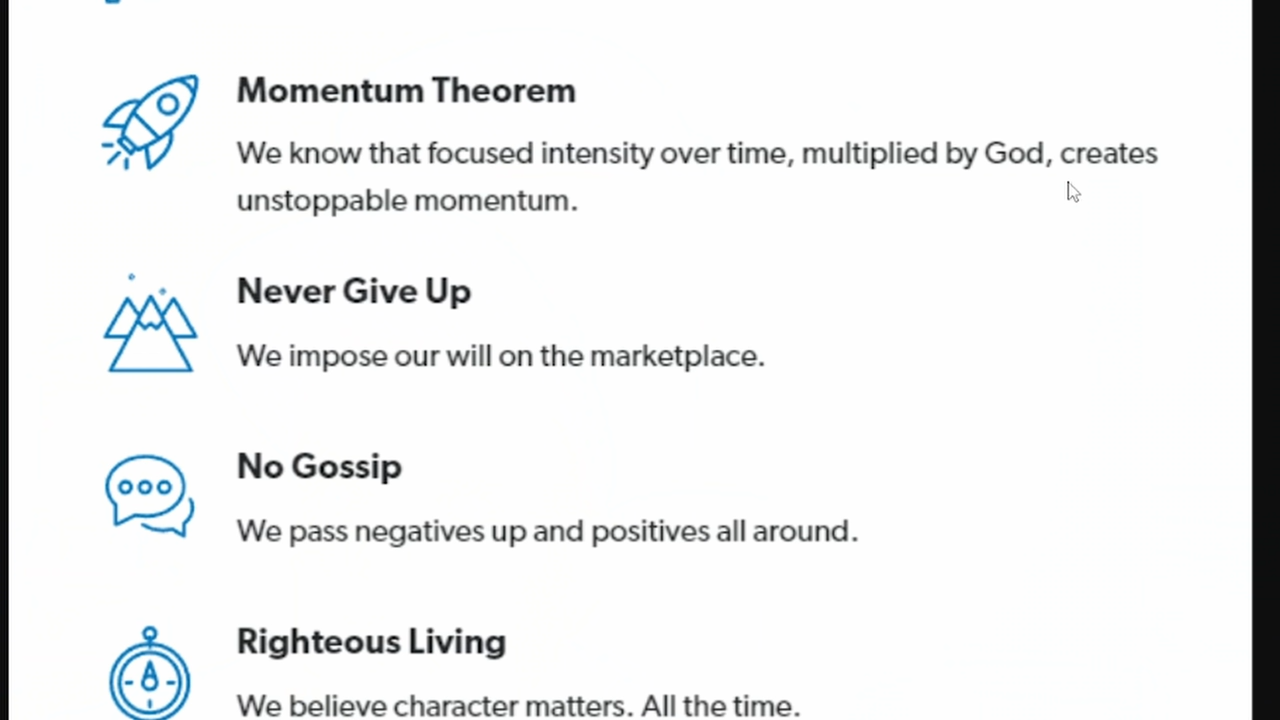 Momentum Theorem
We know that focused intensity over time, multiplied by God, creates
unstoppable momentum.
Never Give Up
We impose our will on the marketplace.
No Gossip
We pass negatives up and positives all around.
Righteous Living
We believe character matters. All the time.